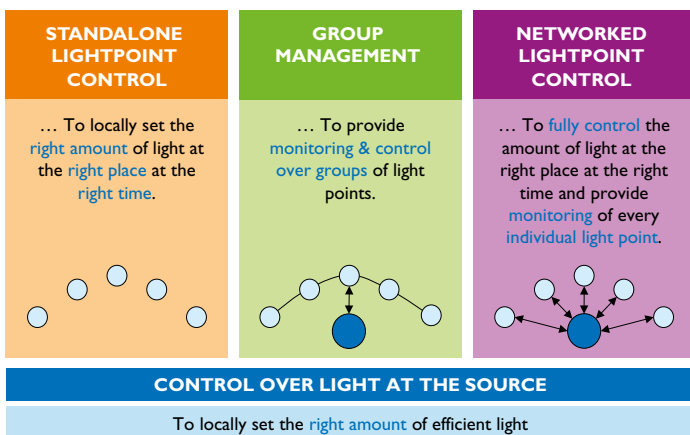 STANDALONE
LIGHTPOINT
CONTROL
… To locally set the
right amount of light at
the right place at the
right time.
GROUP
MANAGEMENT
… To provide
monitoring & control
over groups of light
points.
NETWORKED
LIGHTPOINT
CONTROL
… To fully control the
amount of light at the
right place at the right
time and provide
monitoring of every
individual light point.
CONTROL OVER LIGHT AT THE SOURCE
To locally set the right amount of efficient light